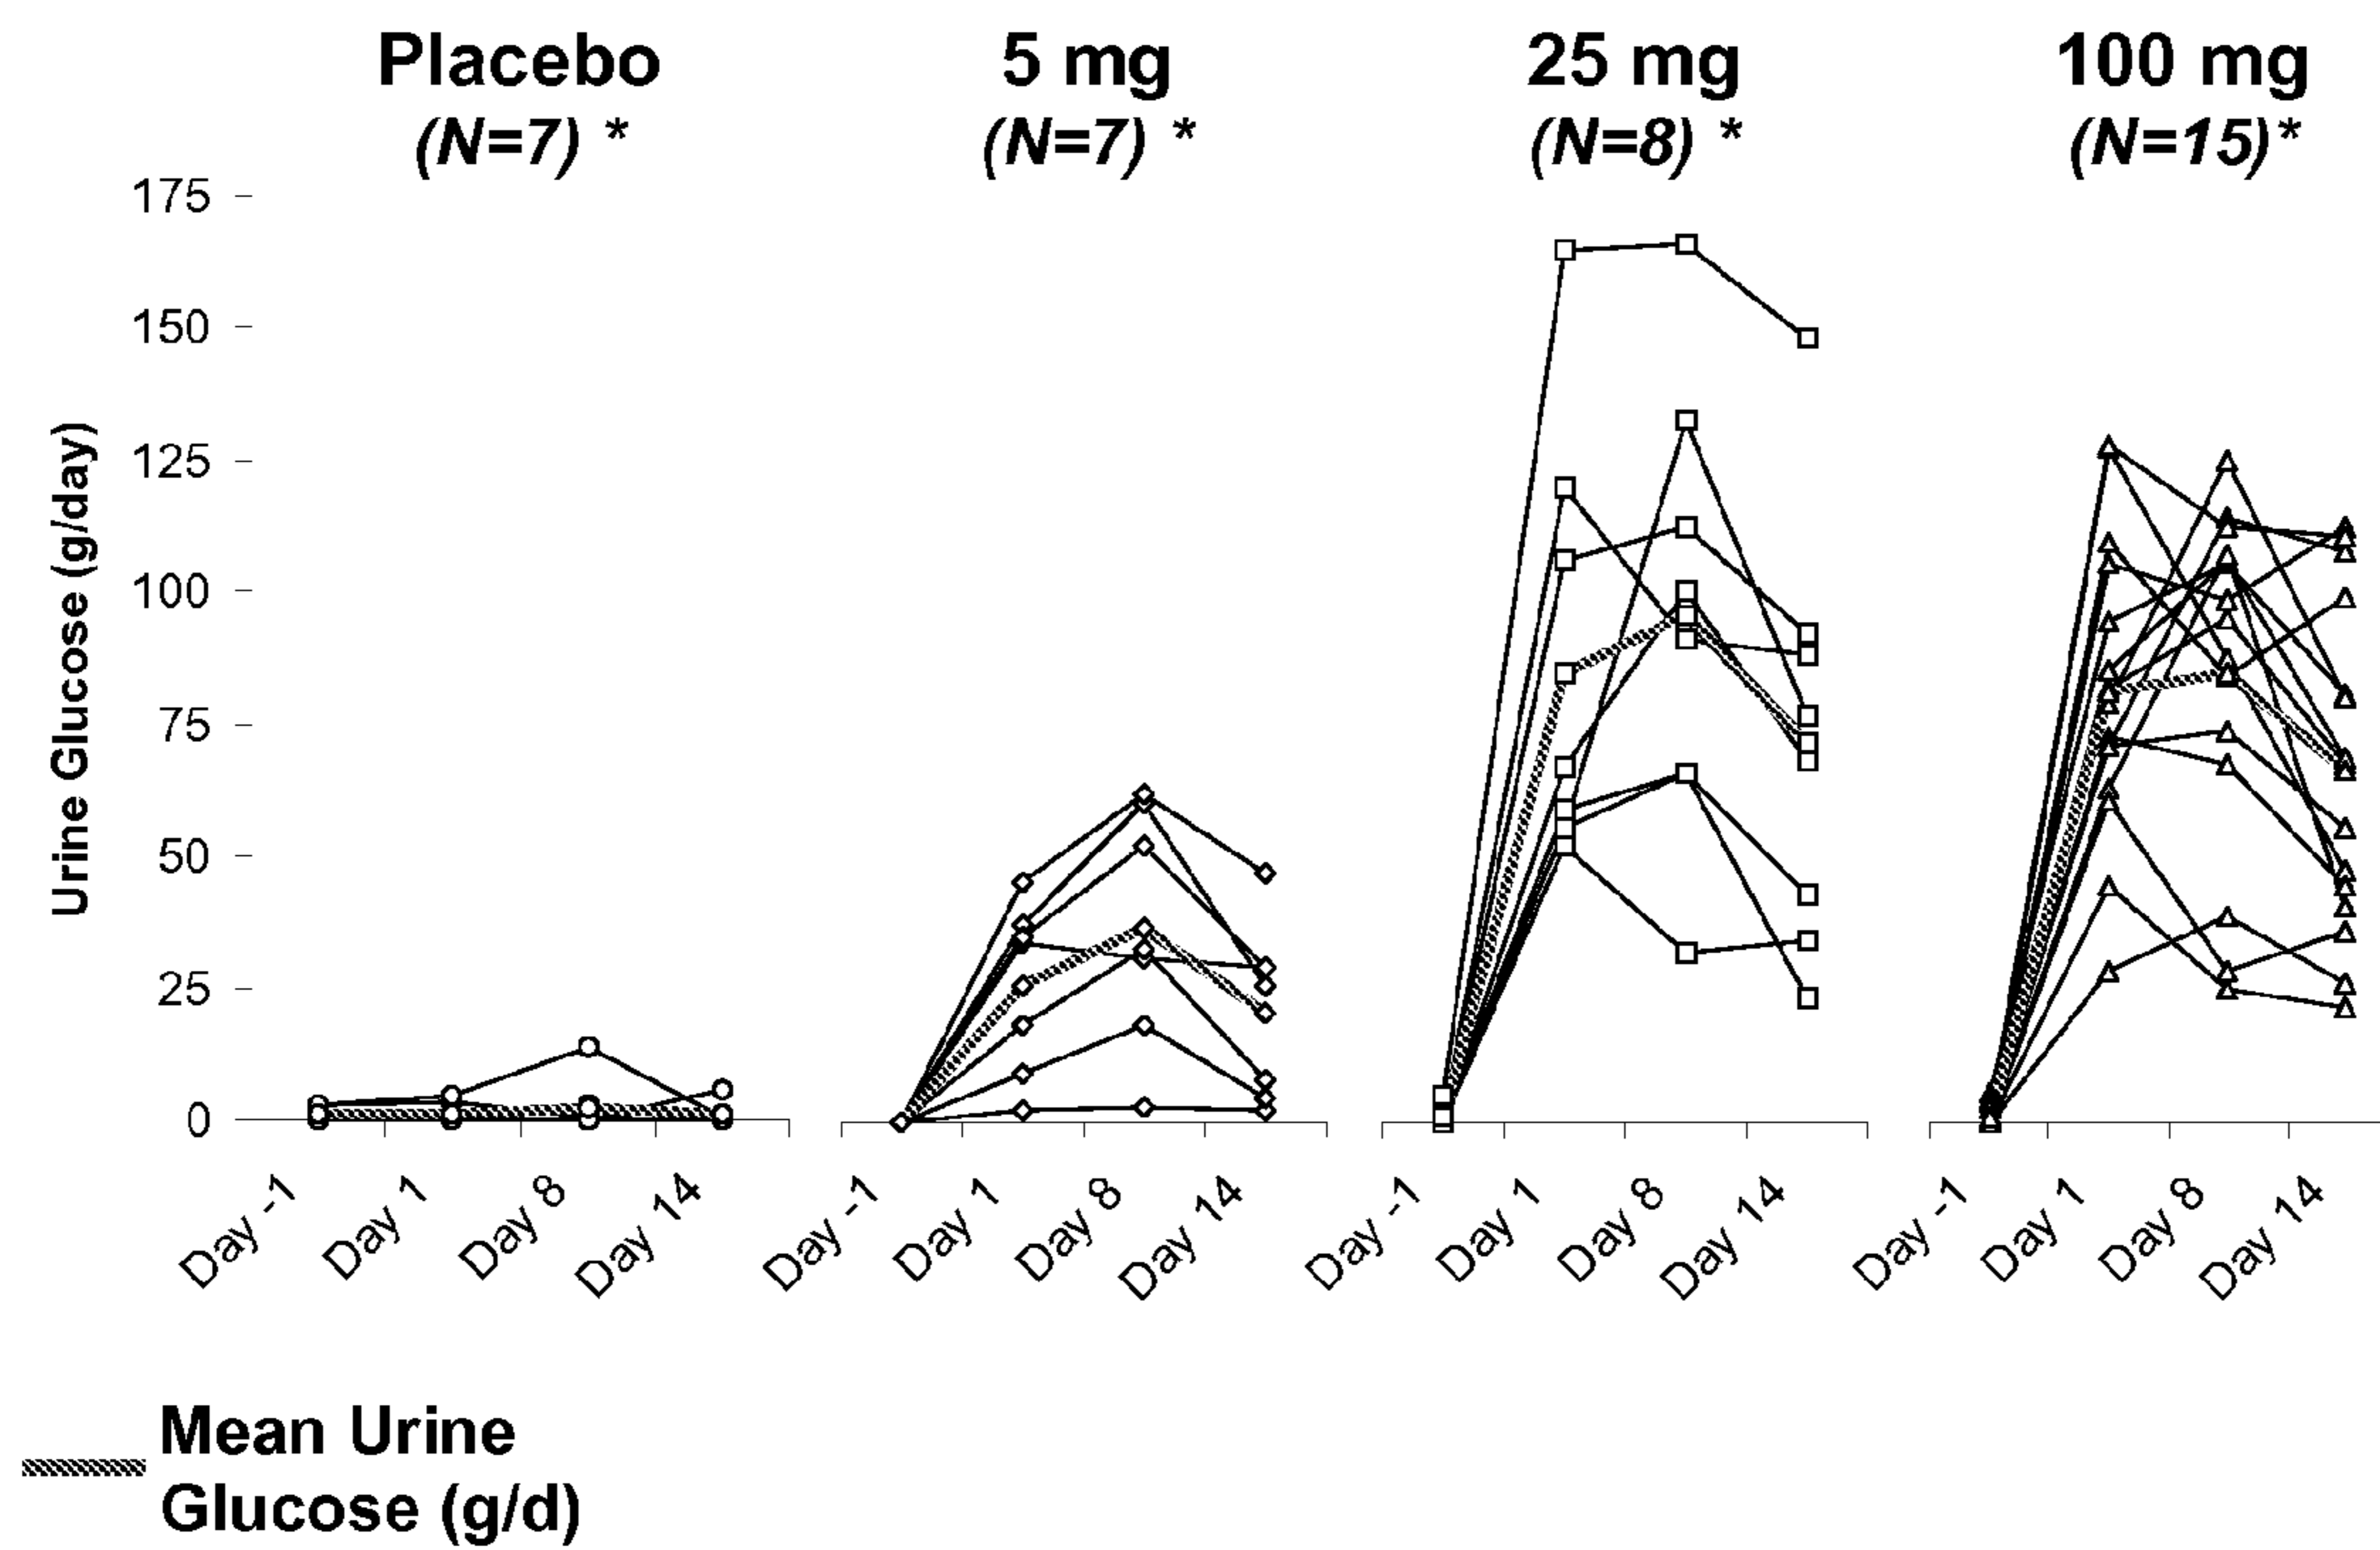 Placebo
(N=7) *
5 mg
(N=7) *
25 mg
(N=8) *
100 mg
(N=15)*
Urine Glucose (g/day)
175
150
125
100
75
50
25
0
Day -1
Day 1
Day 8
Day 14
Day -1
Day 1
Day 8
Day 14
Day -1
Day 1
Day 8
Day 14
Day -1
Day 1
Day 8
Day 14
Mean Urine
Glucose (g/d)